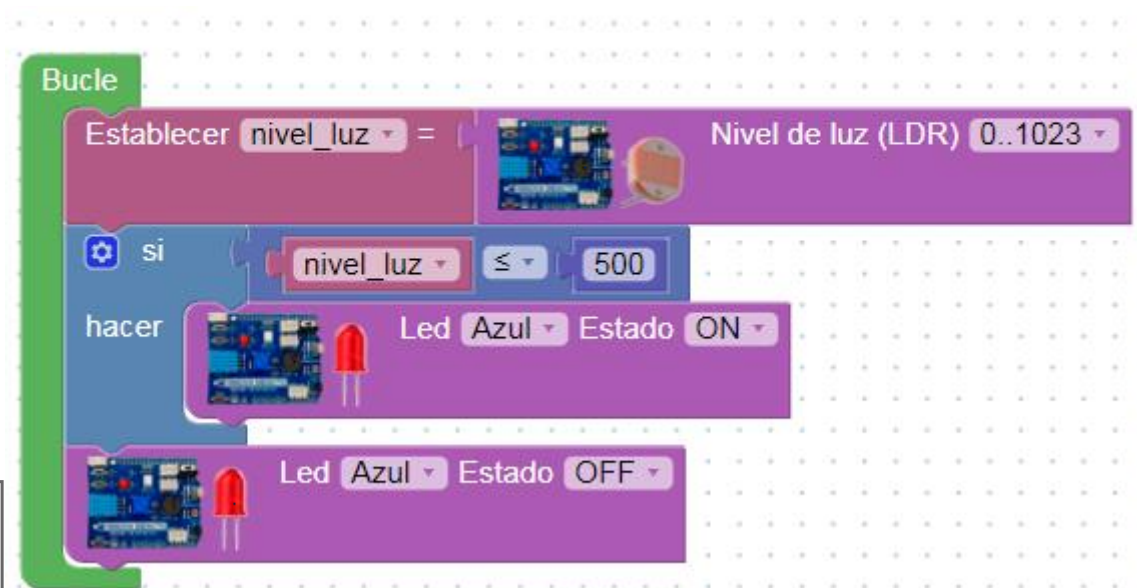 Bucle
Establecer nivel_luz = Nivel de luz (LDR) 0..1023
si nivel_luz ≤ 500
hacer Led Azul Estado ON
Led Azul Estado OFF